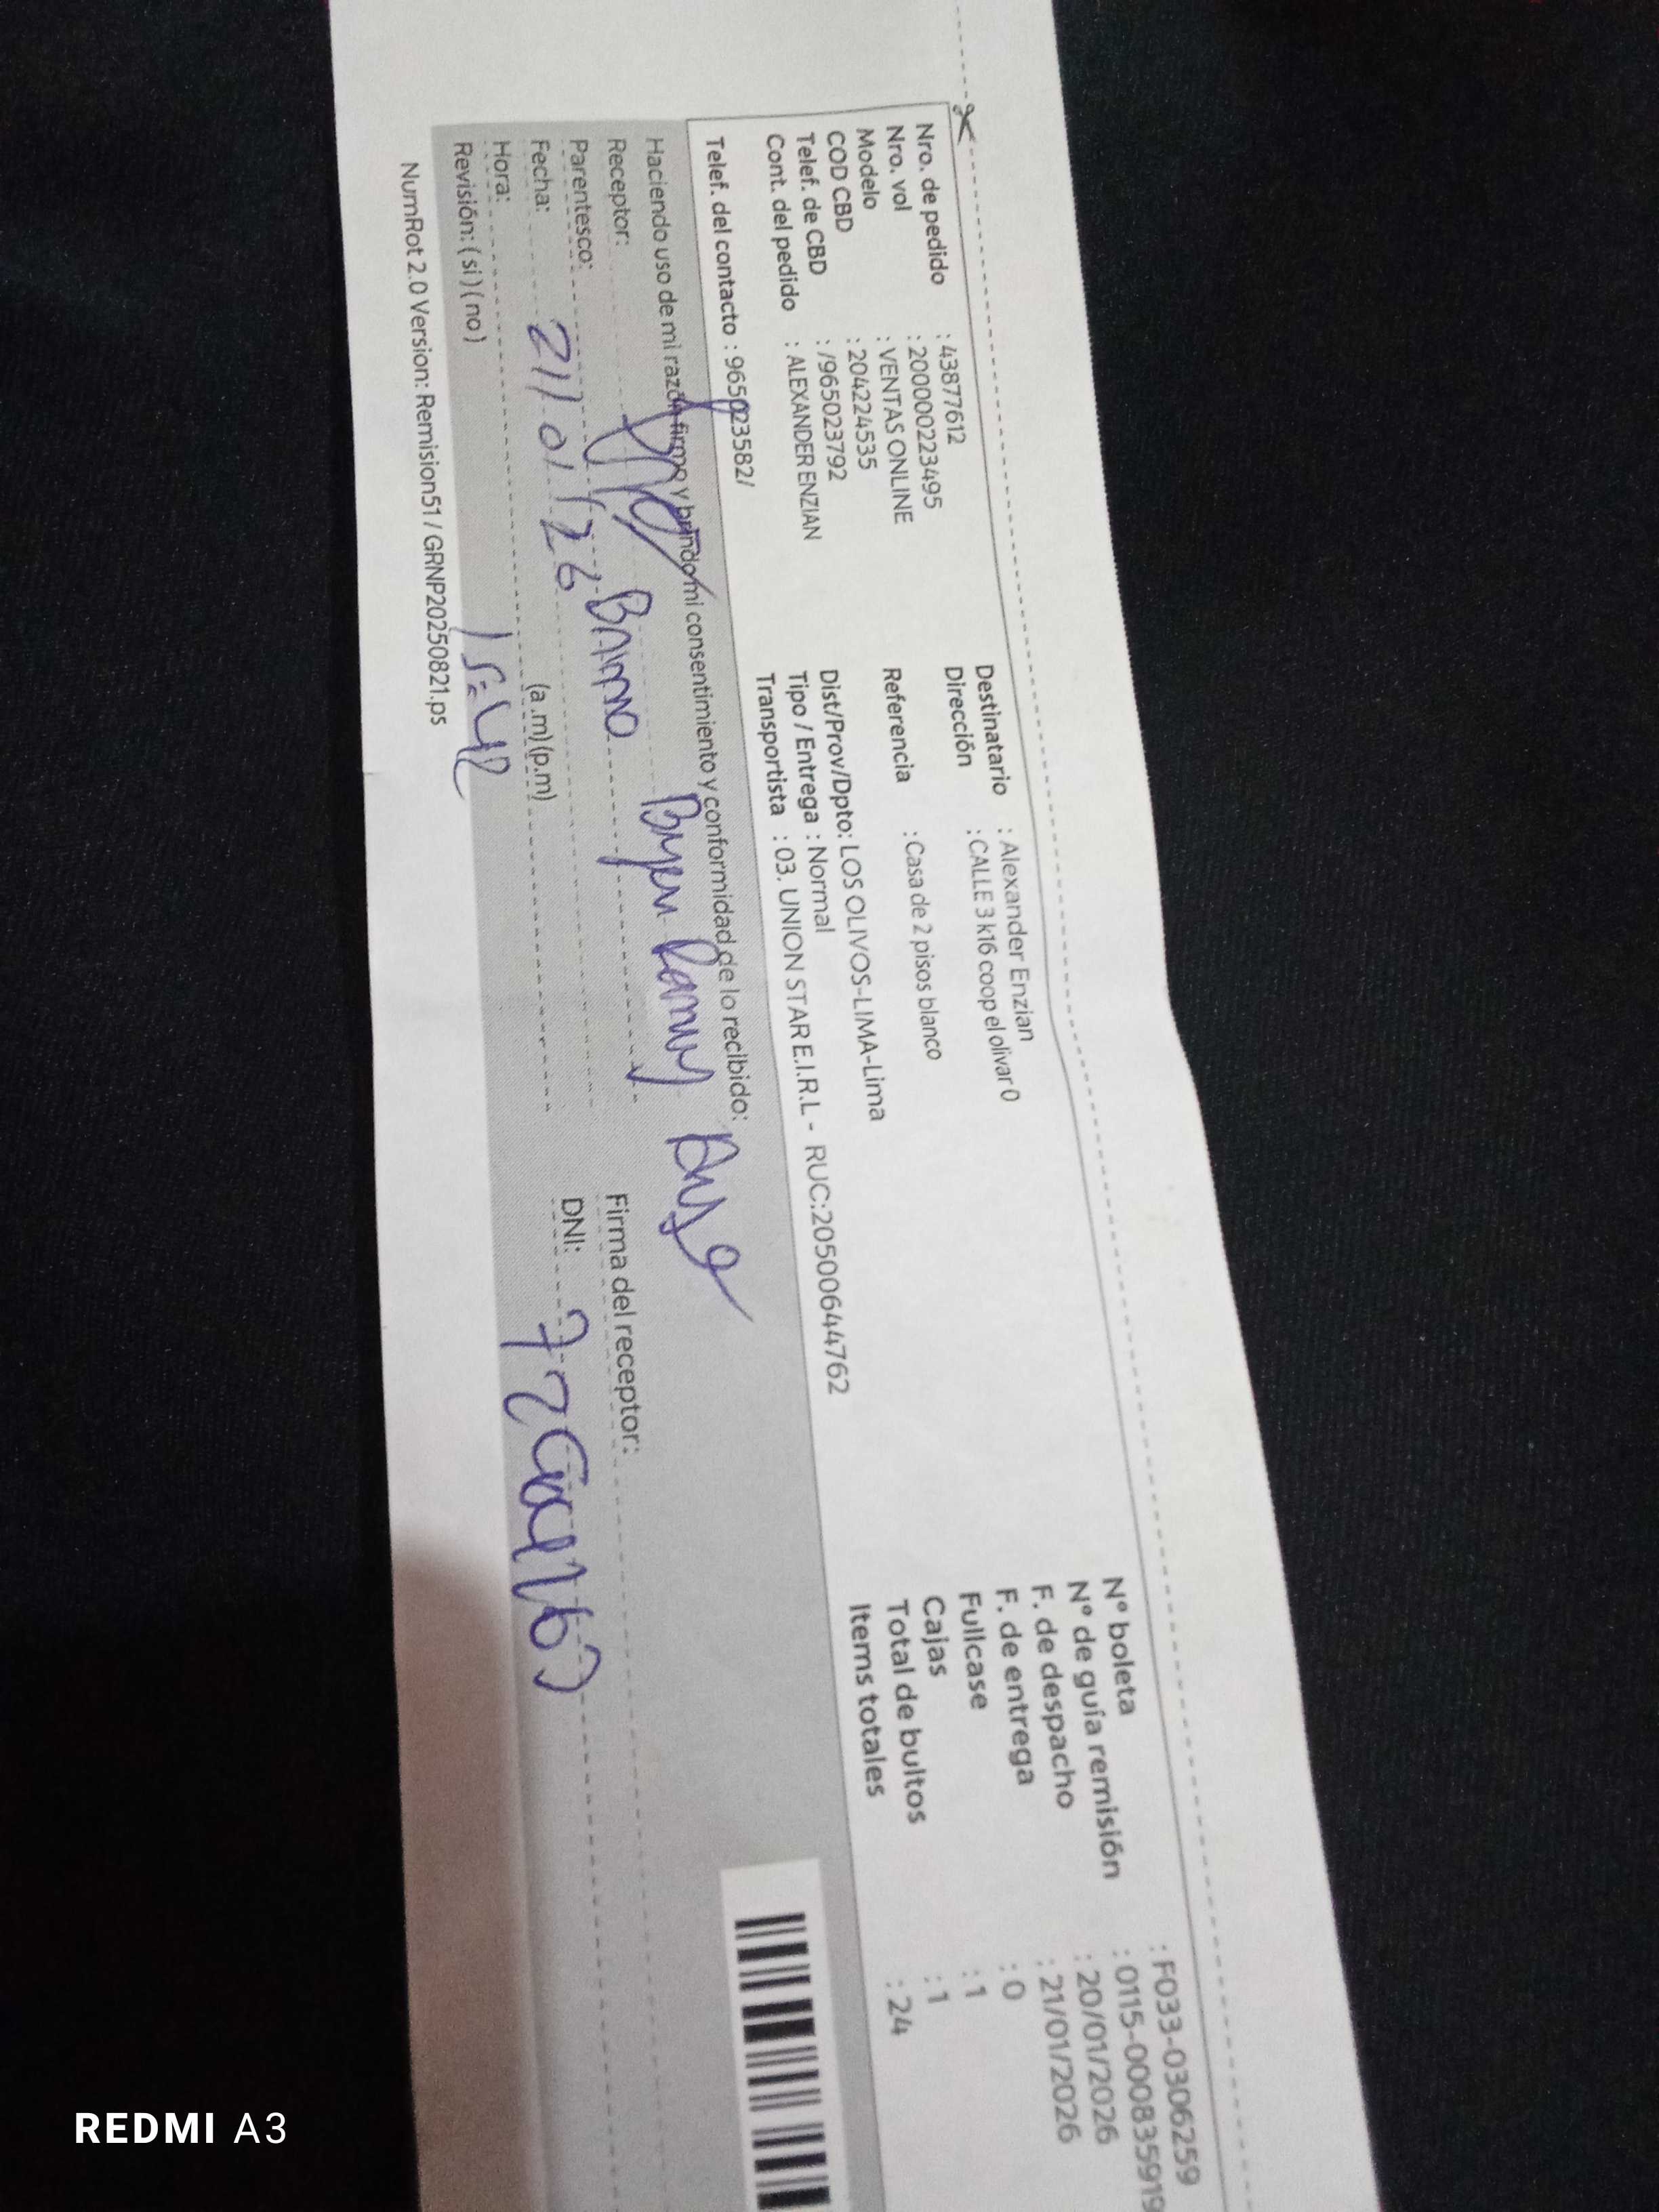 Nro. de pedido : 43877612
Nro. vol : 2000000223495
Modelo : VENTAS ONLINE
COD CBD : 204224535
Telef. de CBD : /965023792
Cont. del pedido : ALEXANDER ENZIAN
Telef. del contacto : 965023582/
Destinatario : Alexander Enzian
Dirección : CALLE 3 k16 coop el olivar 0
Referencia : Casa de 2 pisos blanco
Dist/Prov/Dpto: LOS OLIVOS-LIMA-Lima
Tipo / Entrega : Normal
Transportista : 03. UNION STAR E.I.R.L - RUC:20500644762
N° boleta : F033-0306259
N° de guía remisión : 0115-000835919
F. de despacho : 20/01/2026
F. de entrega : 21/01/2026
Fullcase : 0
Cajas : 1
Total de bultos : 1
Items totales : 24
Haciendo uso de mi razón firmo y brindo mi consentimiento y conformidad de lo recibido:
Receptor:
Firma del receptor:
Parentesco:
DNI:
Fecha: 21/01/26
Hora: (a .m) (p.m)
Revisión: ( si ) ( no )
NumRot 2.0 Version: Remision51 / GRNP20250821.ps
REDMI A3